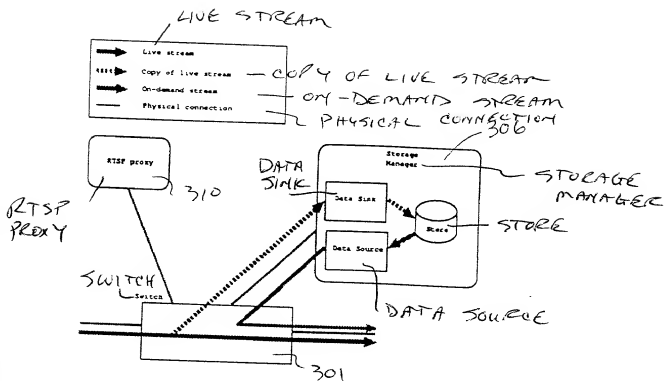 LIVE STREAM
Live stream
Copy of live stream
COPY OF LIVE STREAM
On-demand stream
ON-DEMAND STREAM
Physical connection
PHYSICAL CONNECTION
306
RTSP proxy
310
RTSP
PROXY
Storage
Manager
STORAGE
MANAGER
DATA
SINK
Data Sink
Store
STORE
Data Source
DATA SOURCE
SWITCH
Switch
301